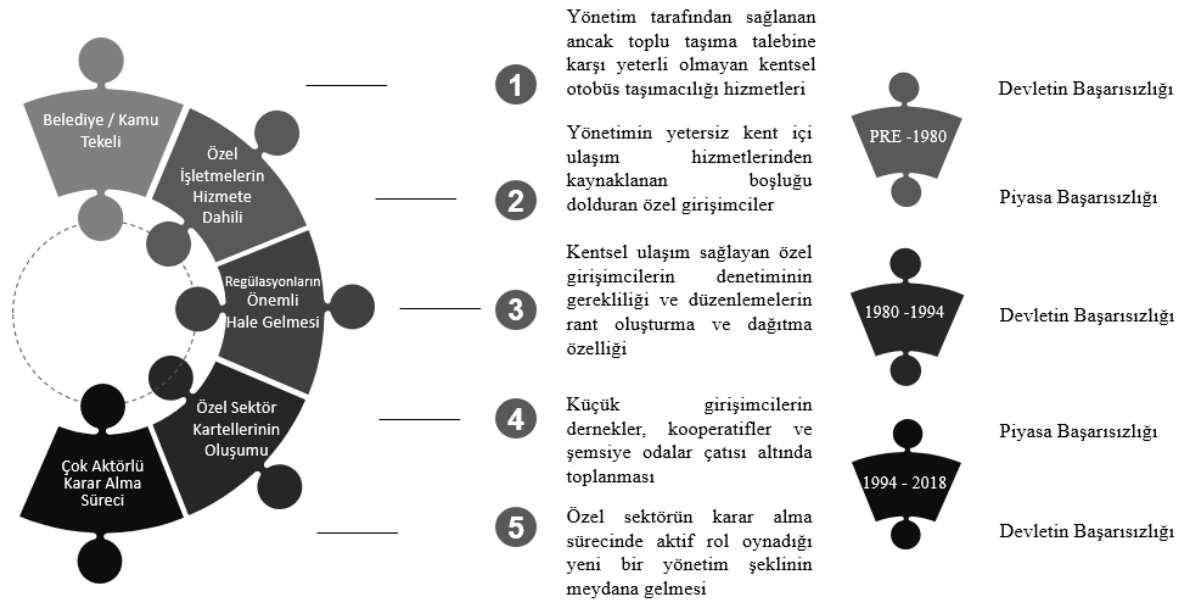 Belediye / Kamu
Tekeli
Özel
İşletmelerin
Hizmete
Dahili
Regülasyonların
Önemli
Hale Gelmesi
Özel Sektör
Kartellerinin
Oluşumu
Çok Aktörlü
Karar Alma
Süreci
1
Yönetim tarafından sağlanan
ancak toplu taşıma talebine
karşı yeterli olmayan kentsel
otobüs taşımacılığı hizmetleri
2
Yönetimin yetersiz kent içi
ulaşım hizmetlerinden
kaynaklanan boşluğu
dolduran özel girişimciler
3
Kentsel ulaşım sağlayan özel
girişimcilerin denetiminin
gerekliliği ve düzenlemelerin
rant oluşturma ve dağıtma
özelliği
4
Küçük girişimcilerin
dernekler, kooperatifler ve
şemsiye odalar çatısı altında
toplanması
5
Özel sektörün karar alma
sürecinde aktif rol oynadığı
yeni bir yönetim şeklinin
meydana gelmesi
PRE -1980
1980 -1994
1994 - 2018
Devletin Başarısızlığı
Piyasa Başarısızlığı
Devletin Başarısızlığı
Piyasa Başarısızlığı
Devletin Başarısızlığı